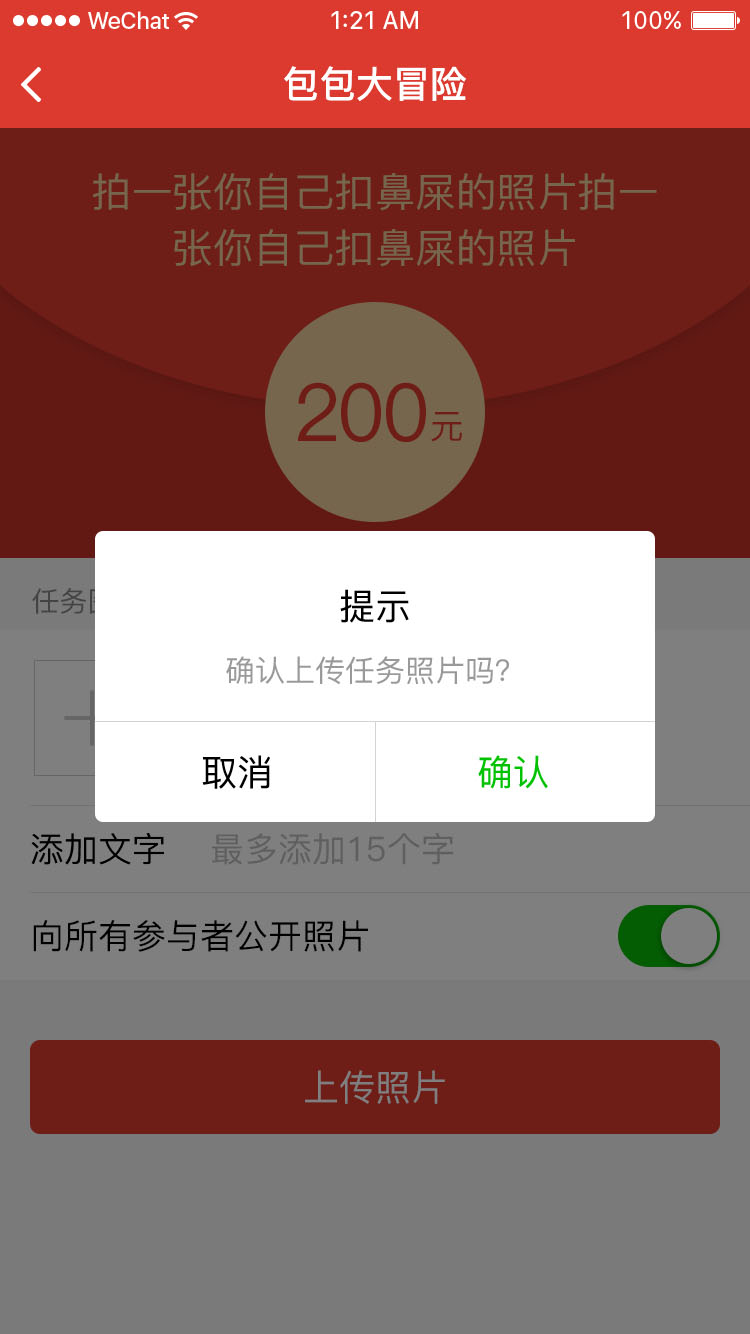 WeChat 1:21 AM 100%
包包大冒险
拍一张你自己扣鼻屎的照片拍一
张你自己扣鼻屎的照片
200元
任务
提示
确认上传任务照片吗?
取消 确认
添加文字 最多添加15个字
向所有参与者公开照片
上传照片